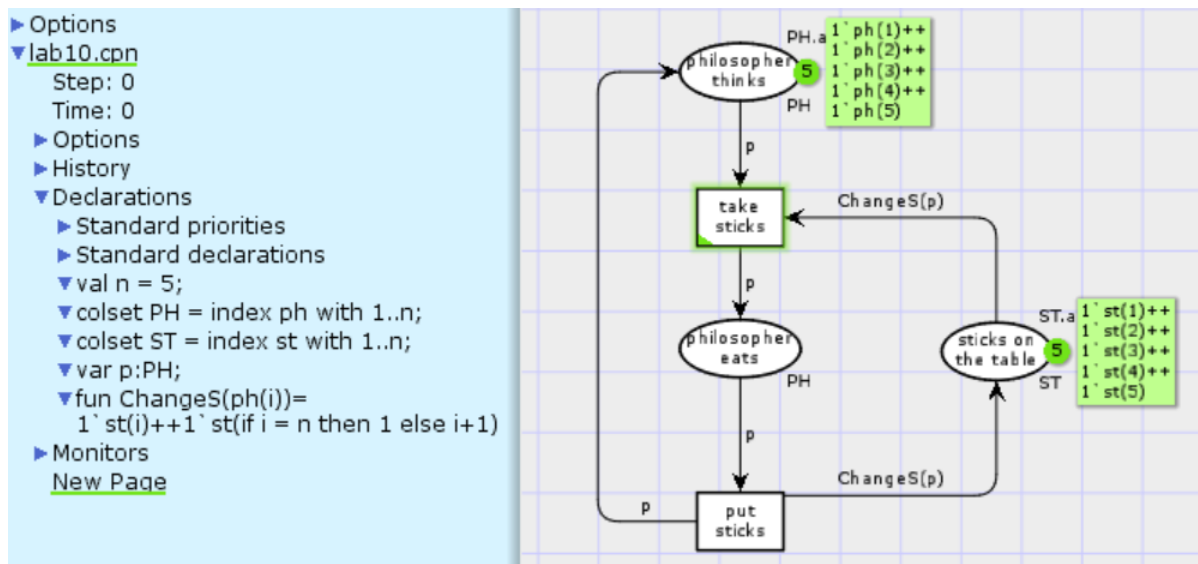 Options
lab10.cpn
Step: 0
Time: 0
Options
History
Declarations
Standard priorities
Standard declarations
val n = 5;
colset PH = index ph with 1..n;
colset ST = index st with 1..n;
var p:PH;
fun ChangeS(ph(i))=
1`st(i)++1`st(if i = n then 1 else i+1)
Monitors
New Page
PH.a
1`ph(1)++
1`ph(2)++
1`ph(3)++
1`ph(4)++
1`ph(5)
philosopher
thinks
5
PH
p
take
sticks
ChangeS(p)
p
philosopher
eats
PH
ST.a
1`st(1)++
1`st(2)++
1`st(3)++
1`st(4)++
1`st(5)
sticks on
the table
5
ST
p
ChangeS(p)
p
put
sticks